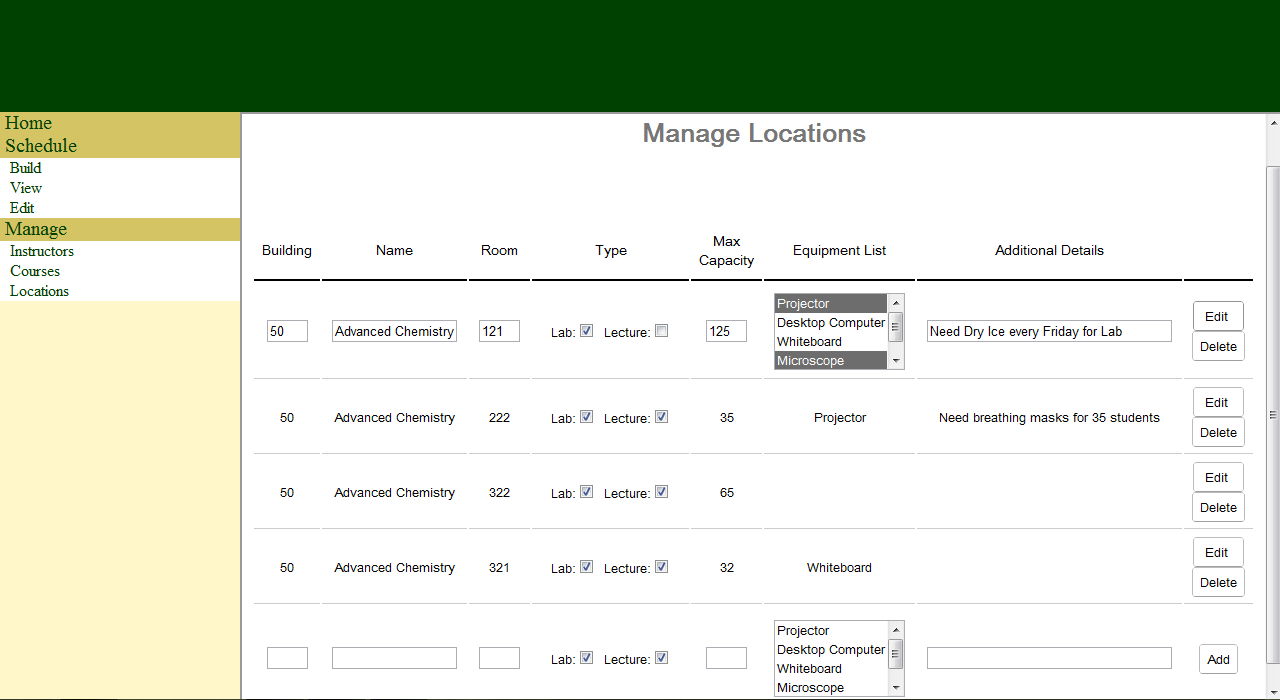 Home
Schedule
Build
View
Edit
Manage
Instructors
Courses
Locations
Manage Locations
Building Name Room Type Max Capacity Equipment List Additional Details
50 Advanced Chemistry 121 Lab: Lecture: 125 Projector Need Dry Ice every Friday for Lab Edit
Desktop Computer Delete
Whiteboard
Microscope
50 Advanced Chemistry 222 Lab: Lecture: 35 Projector Need breathing masks for 35 students Edit
Delete
50 Advanced Chemistry 322 Lab: Lecture: 65 Edit
Delete
50 Advanced Chemistry 321 Lab: Lecture: 32 Whiteboard Edit
Delete
Lab: Lecture: Projector Add
Desktop Computer
Whiteboard
Microscope